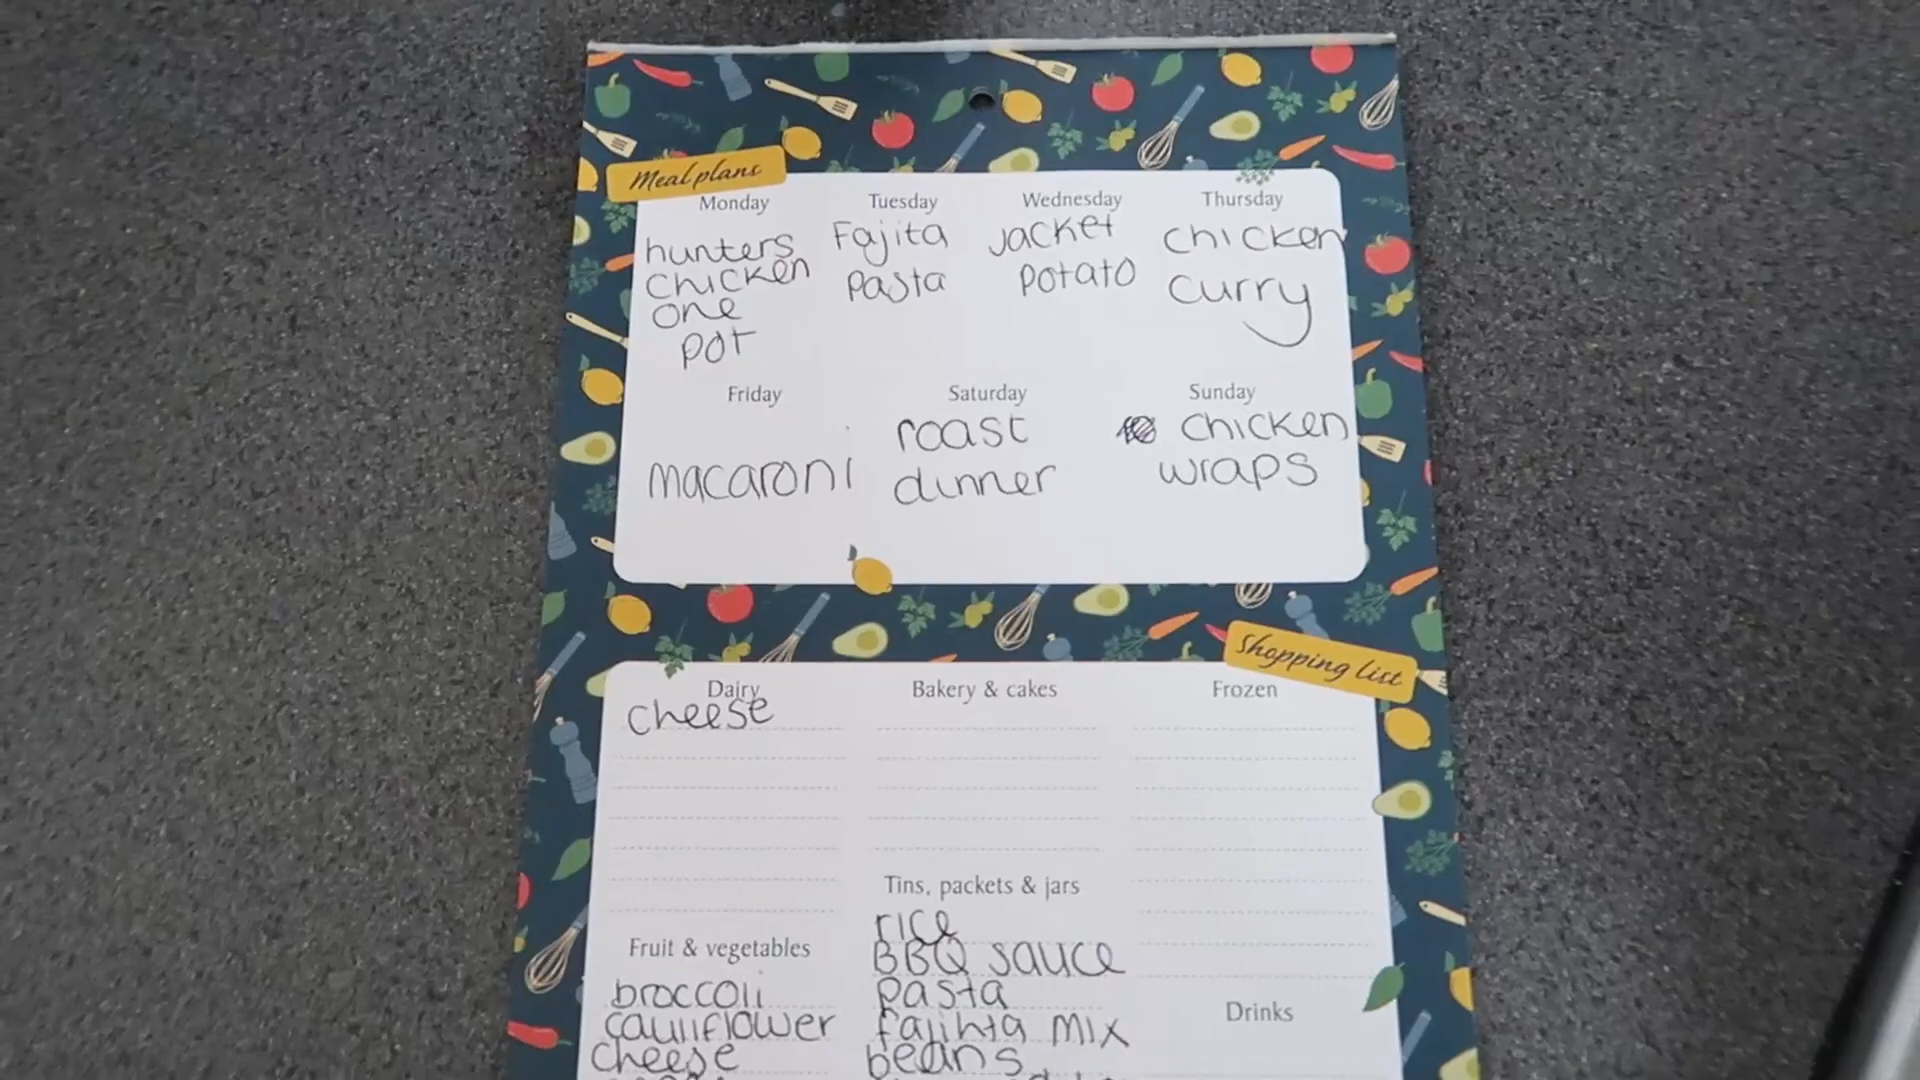 Meal plans
Monday
hunters
chicken
one
pot
Tuesday
Fajita
Pasta
Wednesday
Jacket
Potato
Thursday
chicken
curry
Friday
macaroni
Saturday
roast
dinner
Sunday
chicken
wraps
Shopping list
Dairy
cheese
Fruit & vegetables
broccoli
cauliflower
cheese
Bakery & cakes
Tins, packets & jars
rice
BBQ sauce
Pasta
fajihta mix
beans
Frozen
Drinks